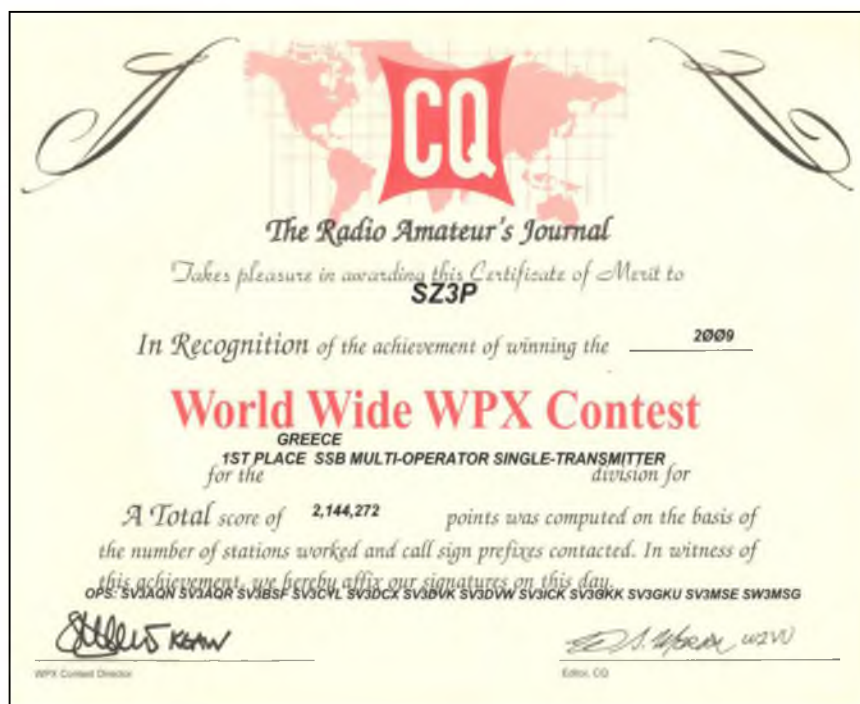 CQ
The Radio Amateur's Journal
Takes pleasure in awarding this Certificate of Merit to
SZ3P
In Recognition of the achievement of winning the 2009
World Wide WPX Contest
GREECE
1ST PLACE SSB MULTI-OPERATOR SINGLE-TRANSMITTER
for the division for
A Total score of 2,144,272 points was computed on the basis of
the number of stations worked and call sign prefixes contacted. In witness of
this achievement, we hereby affix our signatures on this day.
OPS: SV3AQN SV3AQR SV3BSF SV3CYL SV3DCX SV3DVK SV3DVW SV3ICK SV3GKK SV3GKU SV3MSE SW3MSG
K5AW W2VU
WPX Contest Director Editor, CQ